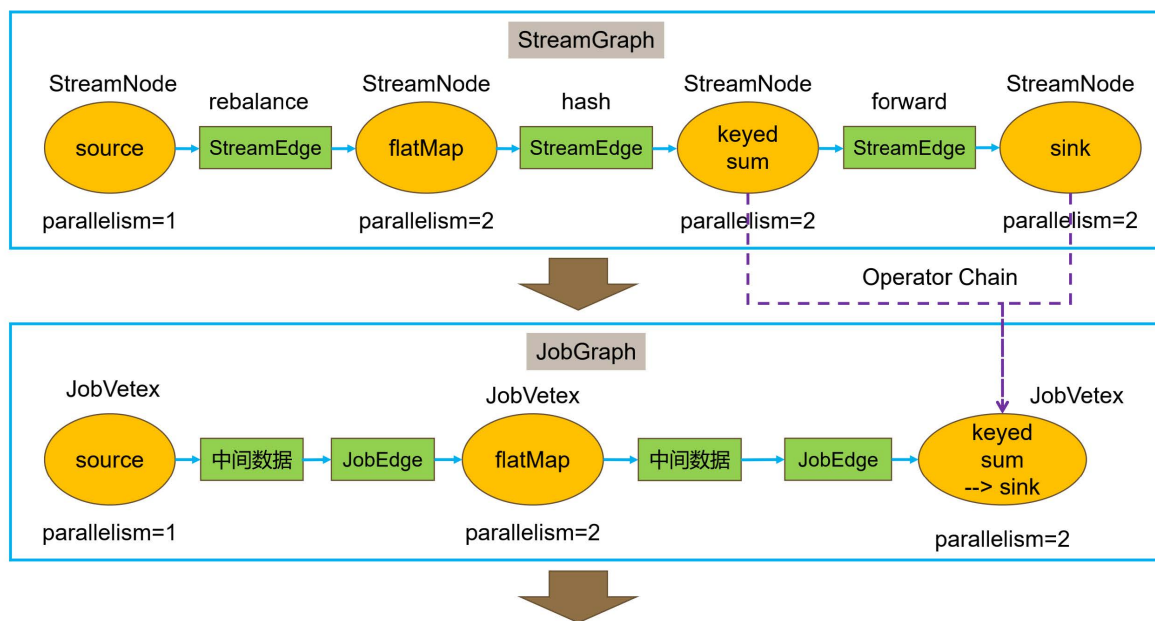 StreamGraph
StreamNode
rebalance
StreamNode
hash
StreamNode
forward
StreamNode
source
StreamEdge
flatMap
StreamEdge
keyed
sum
StreamEdge
sink
parallelism=1
parallelism=2
parallelism=2
parallelism=2
Operator Chain
JobGraph
JobVetex
JobVetex
JobVetex
source
中间数据
JobEdge
flatMap
中间数据
JobEdge
keyed
sum
--> sink
parallelism=1
parallelism=2
parallelism=2